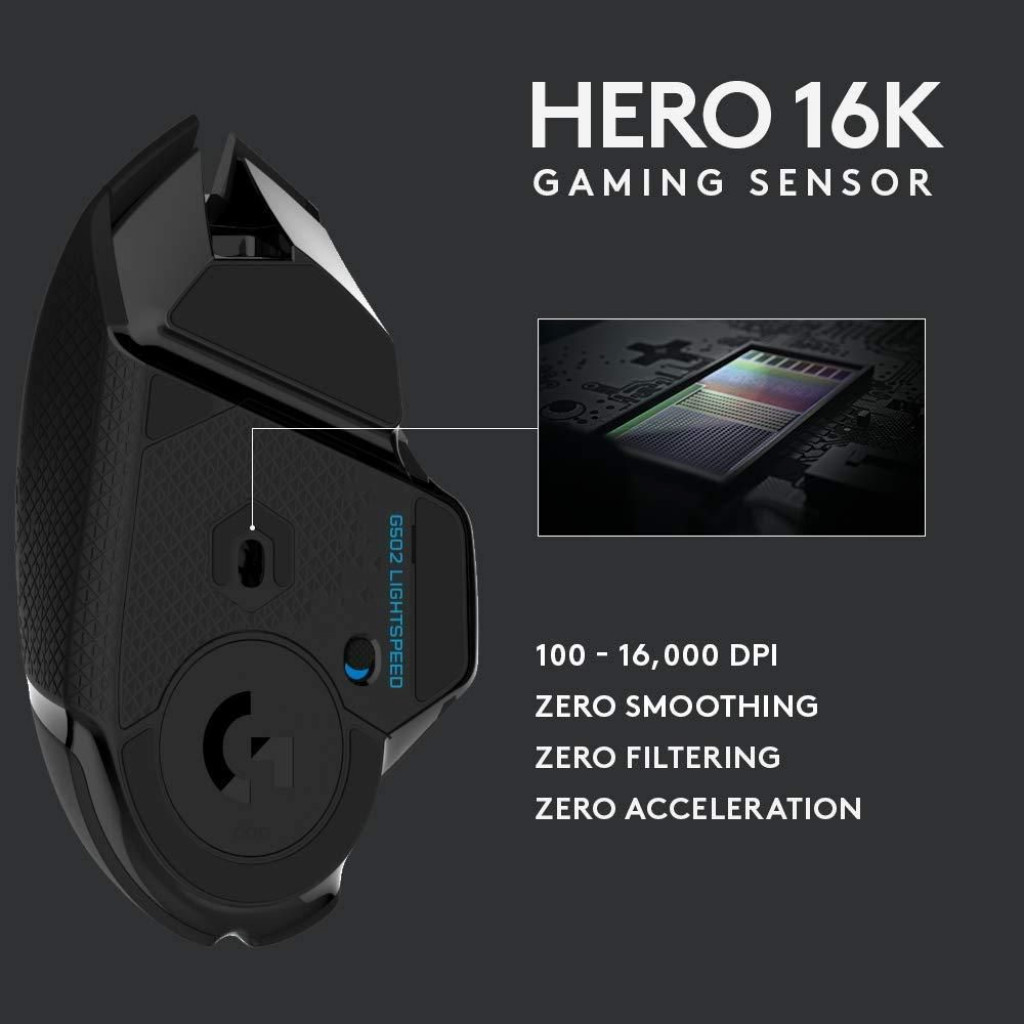 HERO 16K
GAMING SENSOR
G502 LIGHTSPEED
100 - 16,000 DPI
ZERO SMOOTHING
ZERO FILTERING
ZERO ACCELERATION